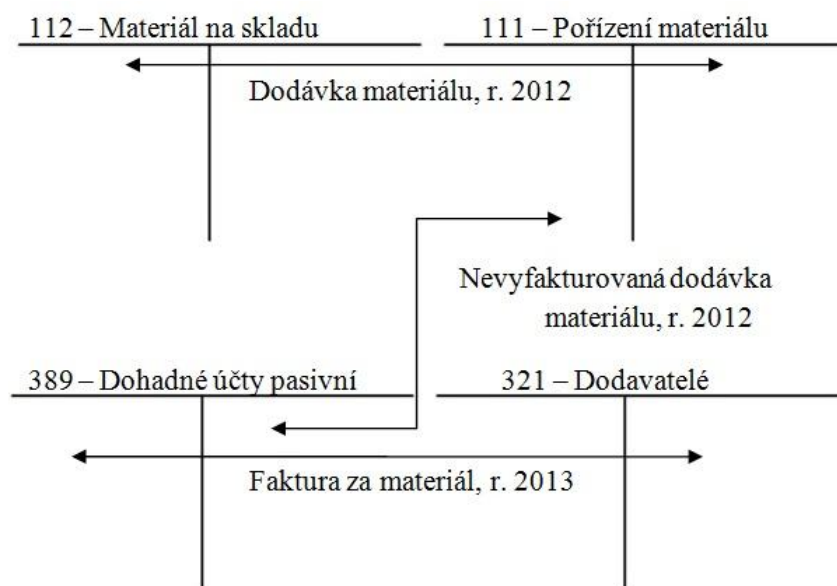 112 – Materiál na skladu
111 – Pořízení materiálu
Dodávka materiálu, r. 2012
Nevyfakturovaná dodávka
materiálu, r. 2012
389 – Dohadné účty pasivní
321 – Dodavatelé
Faktura za materiál, r. 2013